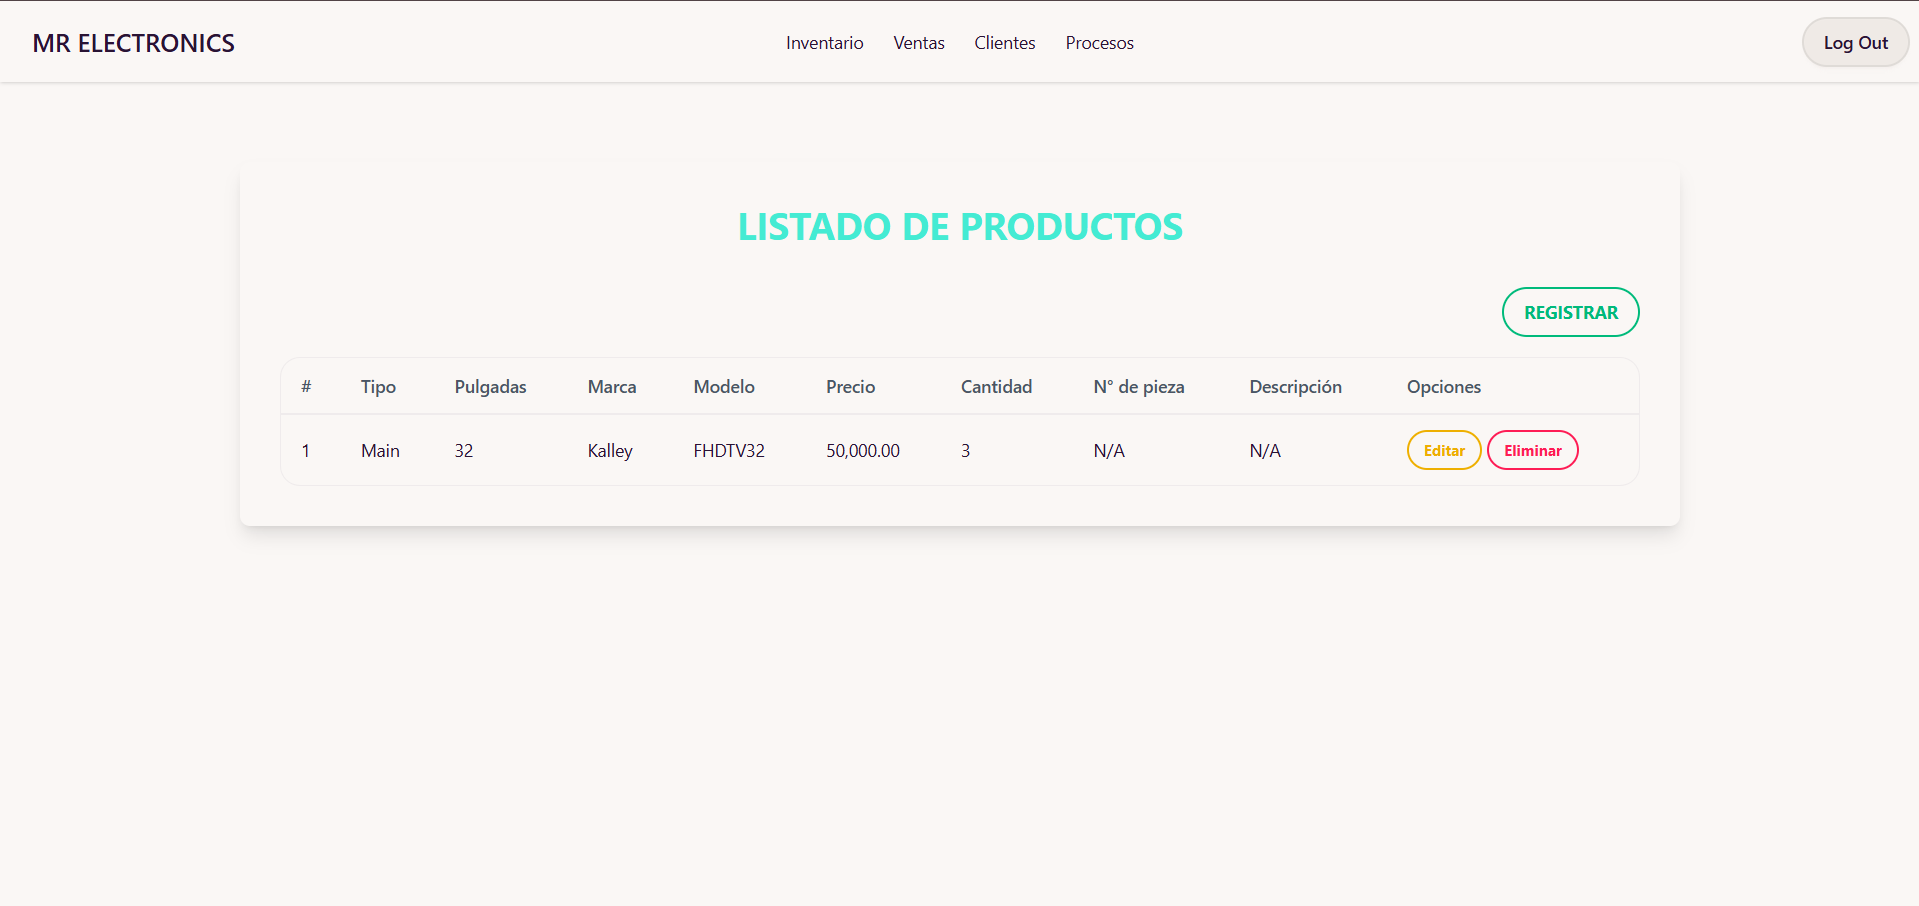 MR ELECTRONICS Inventario Ventas Clientes Procesos Log Out
LISTADO DE PRODUCTOS
REGISTRAR
# Tipo Pulgadas Marca Modelo Precio Cantidad N° de pieza Descripción Opciones
1 Main 32 Kalley FHDTV32 50,000.00 3 N/A N/A Editar Eliminar